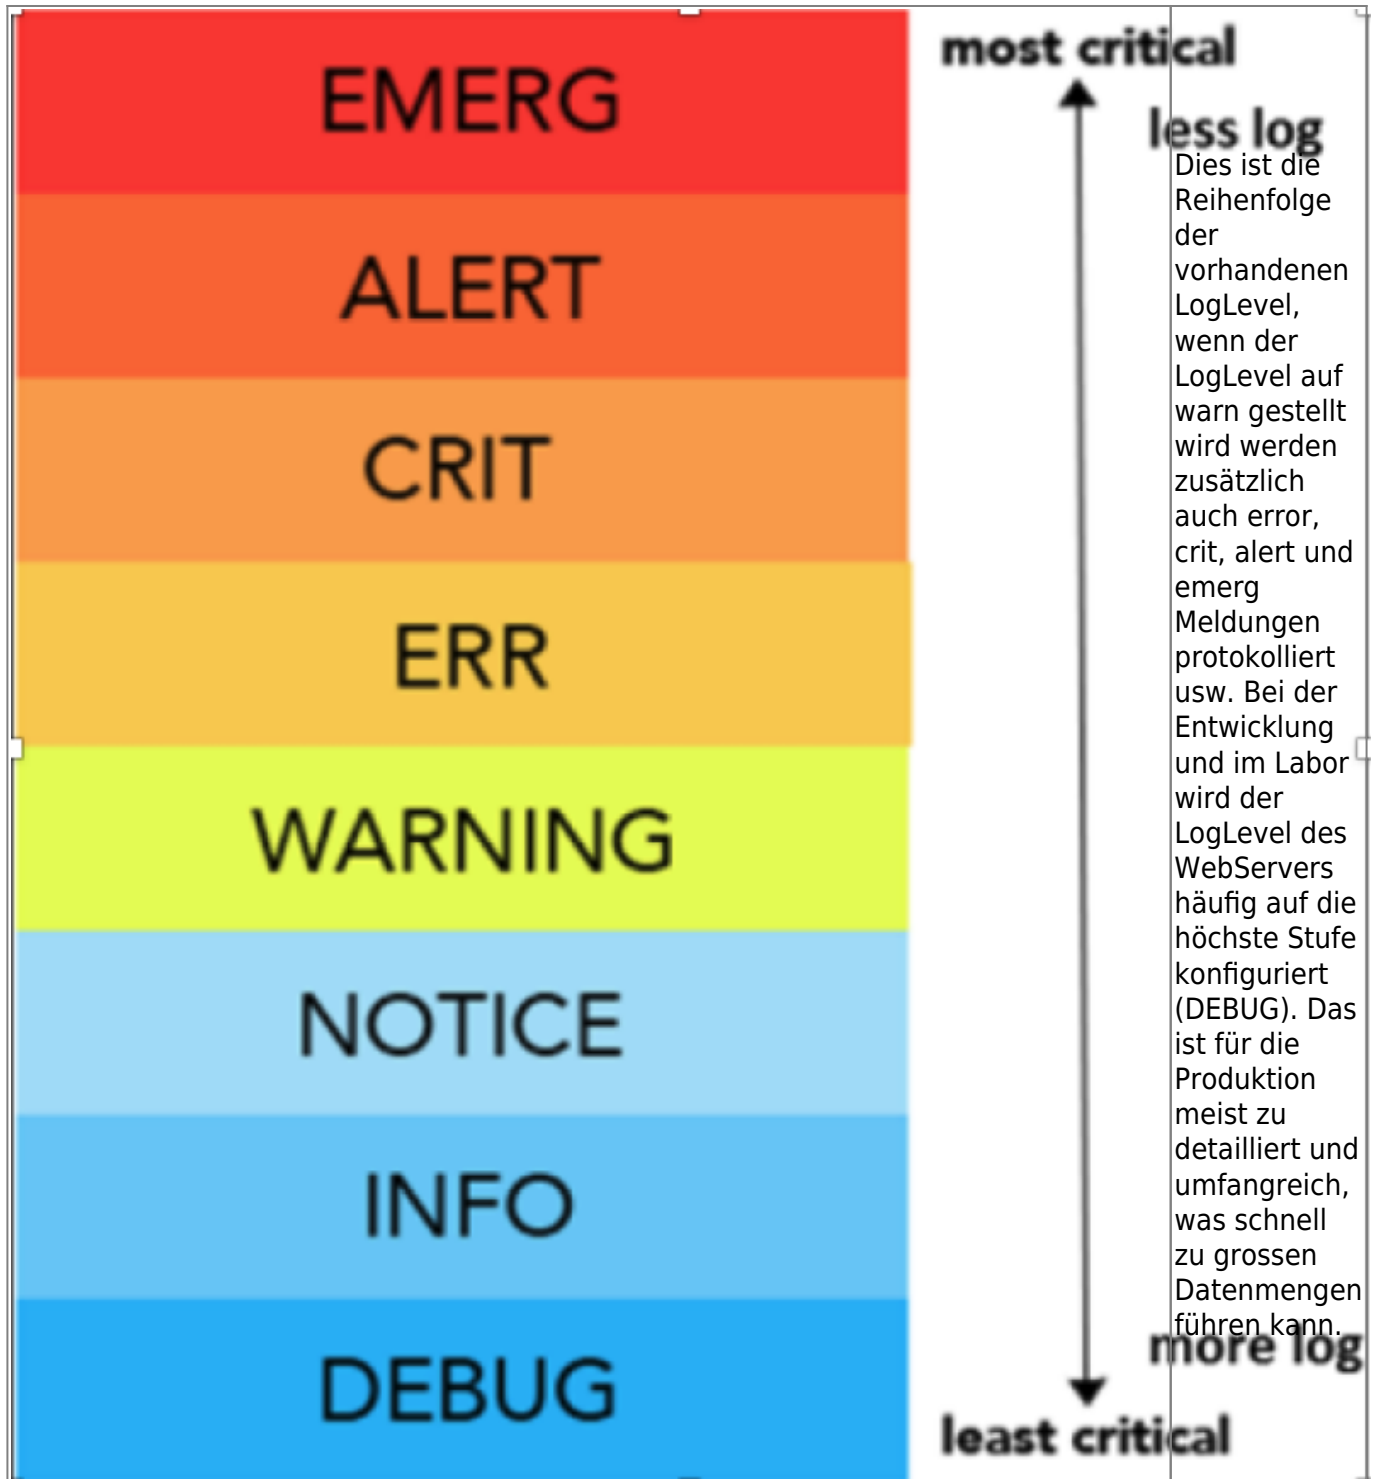 EMERG
ALERT
CRIT
ERR
WARNING
NOTICE
INFO
DEBUG
most critical
less log
Dies ist die
Reihenfolge
der
vorhandenen
LogLevel,
wenn der
LogLevel auf
warn gestellt
wird werden
zusätzlich
auch error,
crit, alert und
emerg
Meldungen
protokolliert
usw. Bei der
Entwicklung
und im Labor
wird der
LogLevel des
WebServers
häufig auf die
höchste Stufe
konfiguriert
(DEBUG). Das
ist für die
Produktion
meist zu
detailliert und
umfangreich,
was schnell
zu grossen
Datenmengen
führen kann.
more log
least critical